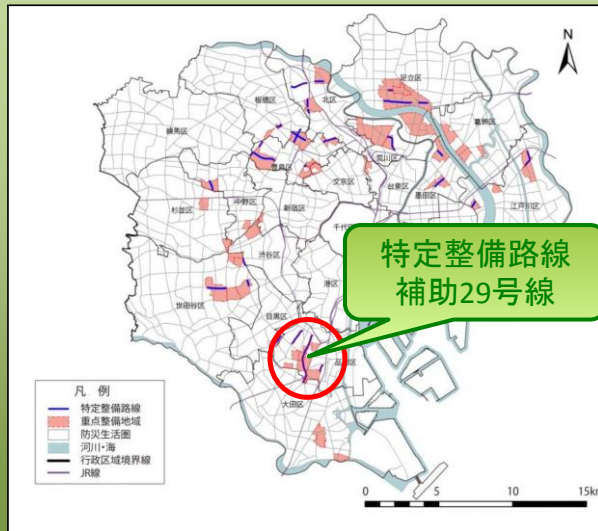 N
足立区
北区
板橋区
葛飾区
練馬区
荒川区
豊島区
文京区
台東区
墨田区
中野区
新宿区
江戸川区
杉並区
千代
渋谷区
港区
世田谷区
目黒区
品
区
大田区
特定整備路線
補助29号線
凡 例
特定整備路線
重点整備地域
防災生活圏
河川・海
行政区域境界線
JR線
0 5 10 15km